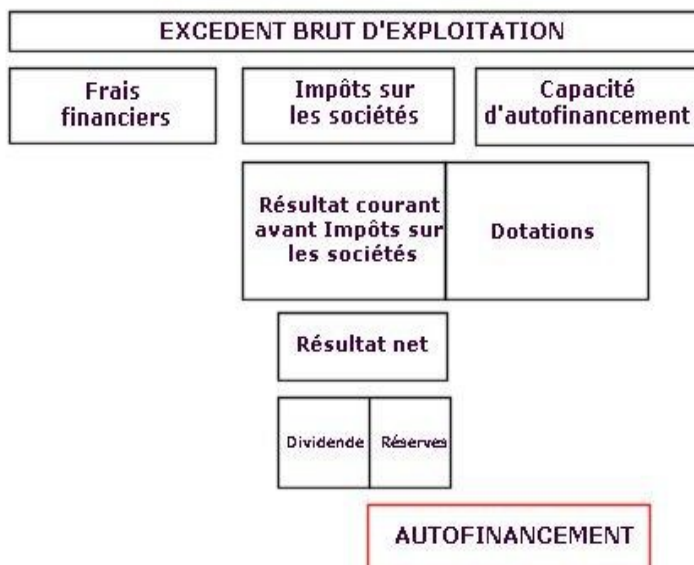 EXCEDENT BRUT D'EXPLOITATION
Frais
financiers
Impôts sur
les sociétés
Capacité
d'autofinancement
Résultat courant
avant Impôts sur
les sociétés
Dotations
Résultat net
Dividende
Réserves
AUTOFINANCEMENT